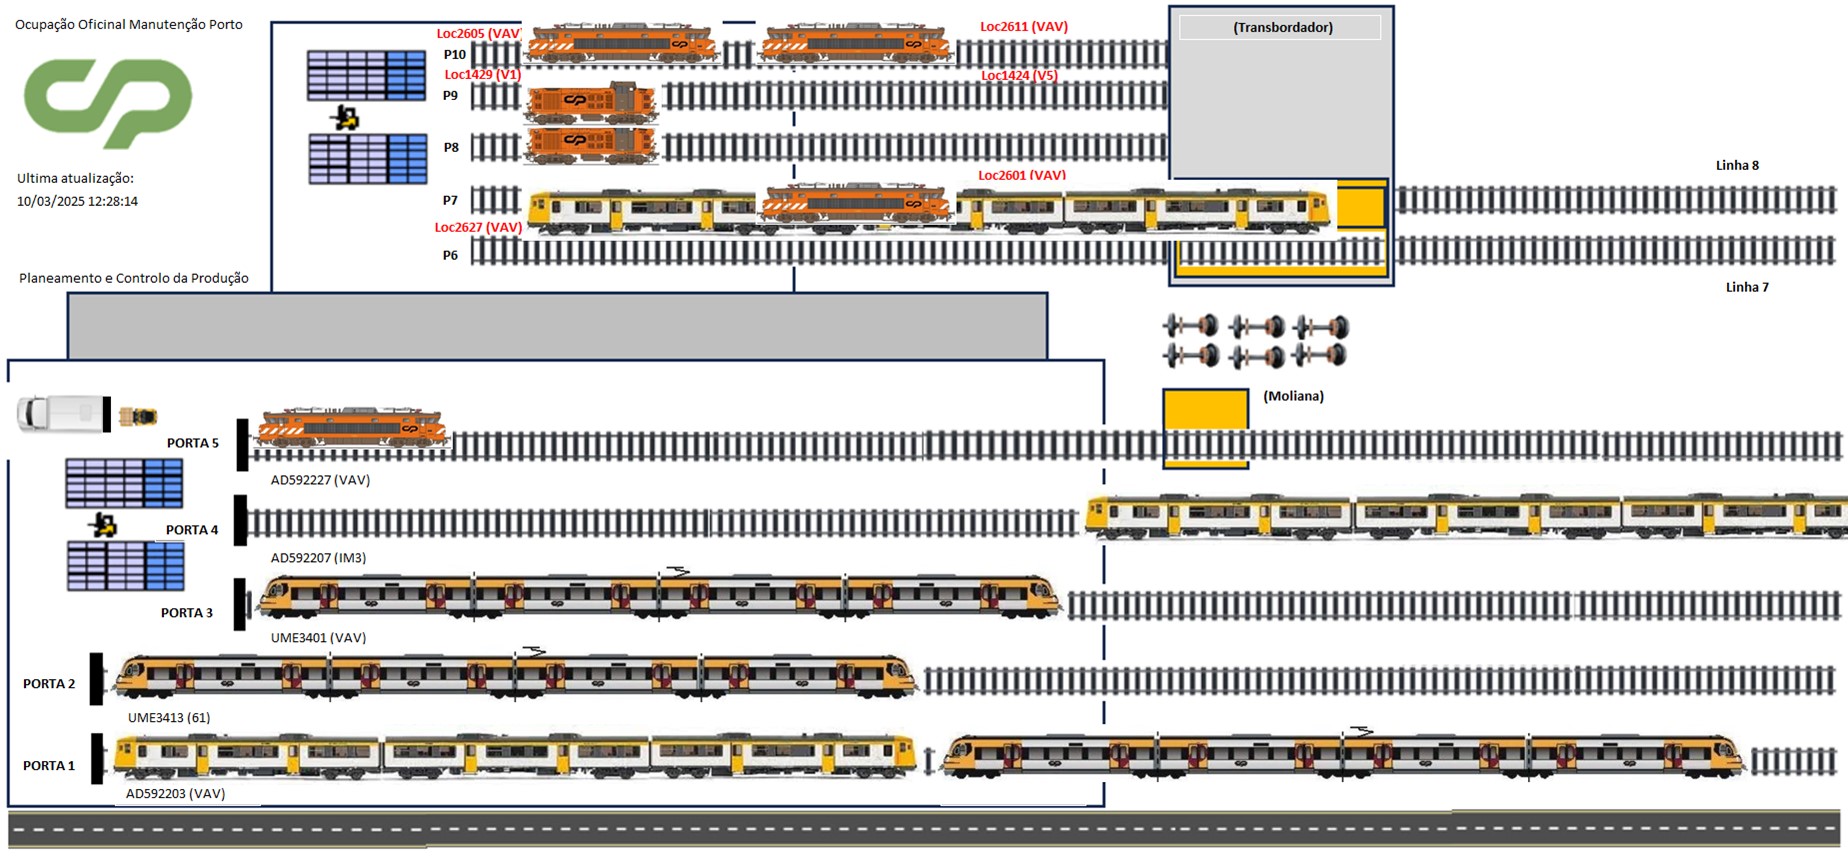 Ocupação Oficinal Manutenção Porto
CP
Ultima atualização:
10/03/2025 12:28:14
Planeamento e Controlo da Produção
Loc2605 (VAV)
Loc2611 (VAV)
P10
Loc1429 (V1)
Loc1424 (V5)
P9
P8
Loc2601 (VAV)
P7
Loc2627 (VAV)
P6
(Transbordador)
Linha 8
Linha 7
(Moliana)
PORTA 5
AD592227 (VAV)
PORTA 4
AD592207 (IM3)
PORTA 3
UME3401 (VAV)
PORTA 2
UME3413 (61)
PORTA 1
AD592203 (VAV)